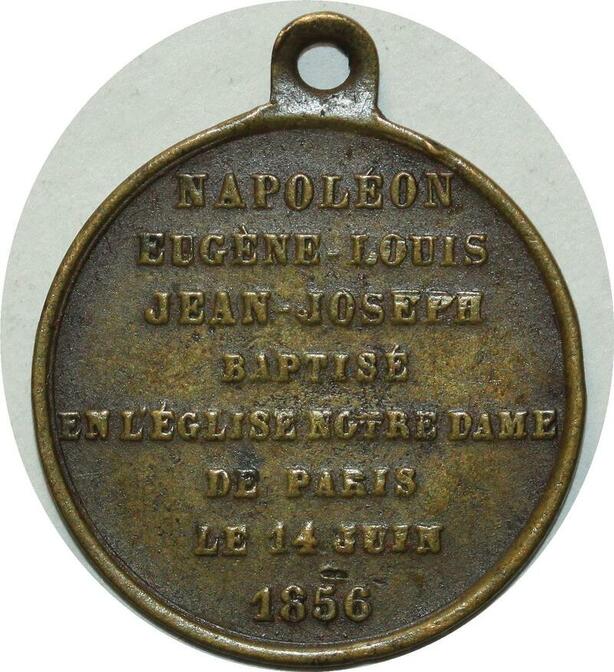 NAPOLÉON
EUGÈNE-LOUIS
JEAN-JOSEPH
BAPTISÉ
EN L'ÉGLISE NOTRE DAME
DE PARIS
LE 14 JUIN
1856